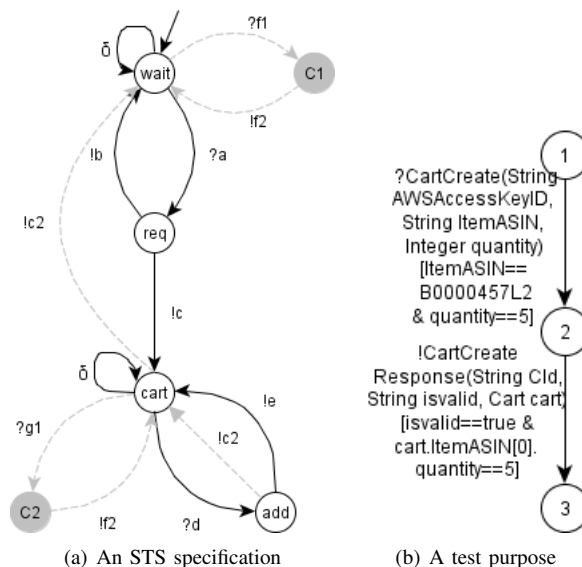 ?f1
δ
wait
C1
!f2
!b
?a
!c2
req
!c
δ
cart
!e
?g1
!c2
C2
!f2
?d
add
(a) An STS specification
1
?CartCreate(String
AWSAccessKeyID,
String ItemASIN,
Integer quantity)
[ItemASIN==
B0000457L2
& quantity==5]
2
!CartCreate
Response(String CId,
String isvalid, Cart cart)
[isvalid==true &
cart.ItemASIN[0].
quantity==5]
3
(b) A test purpose